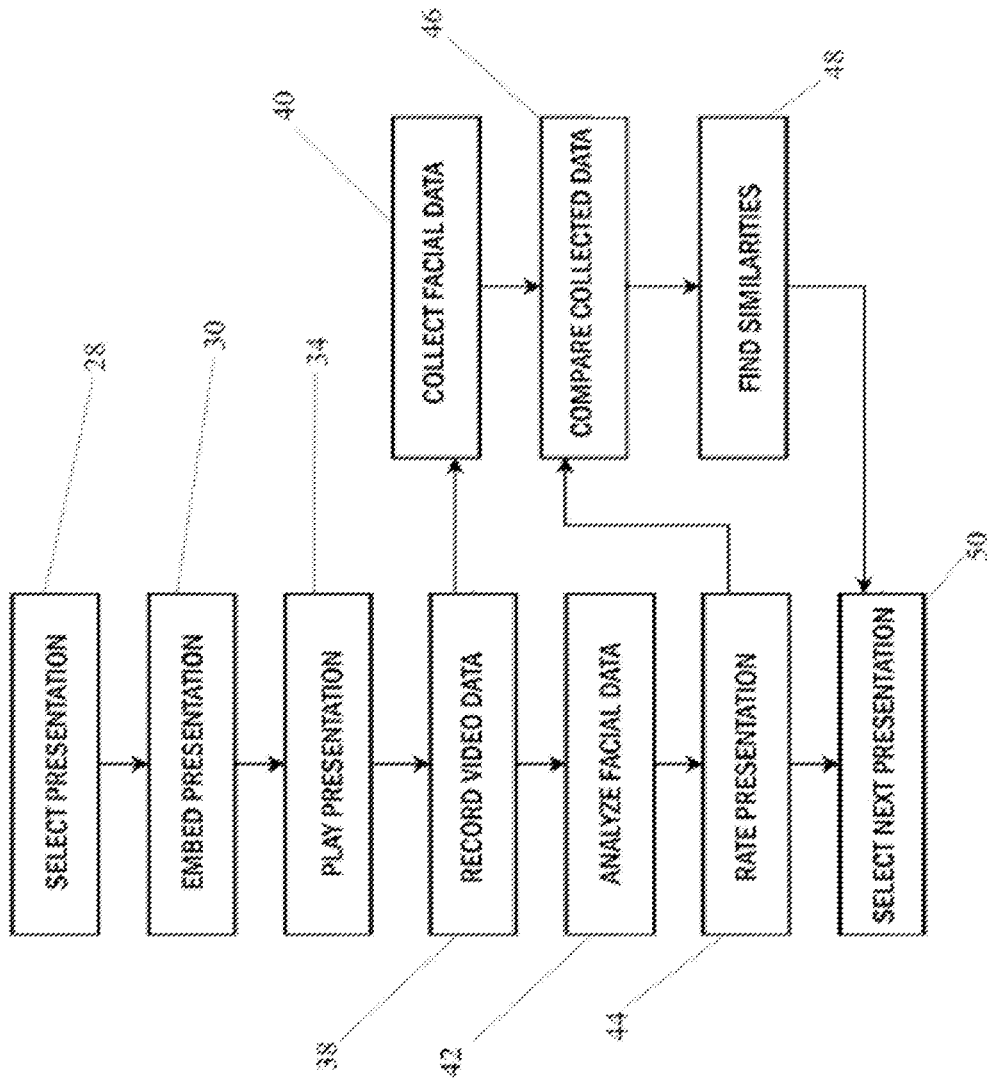 SELECT PRESENTATION
28
EMBED PRESENTATION
30
PLAY PRESENTATION
34
RECORD VIDEO DATA
38
COLLECT FACIAL DATA
40
ANALYZE FACIAL DATA
42
RATE PRESENTATION
44
COMPARE COLLECTED DATA
46
FIND SIMILARITIES
48
SELECT NEXT PRESENTATION
50